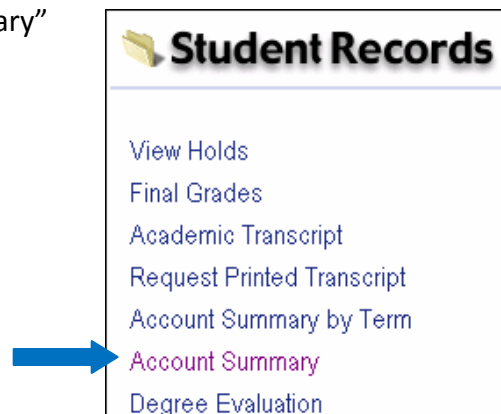 ary”
Student Records
View Holds
Final Grades
Academic Transcript
Request Printed Transcript
Account Summary by Term
Account Summary
Degree Evaluation